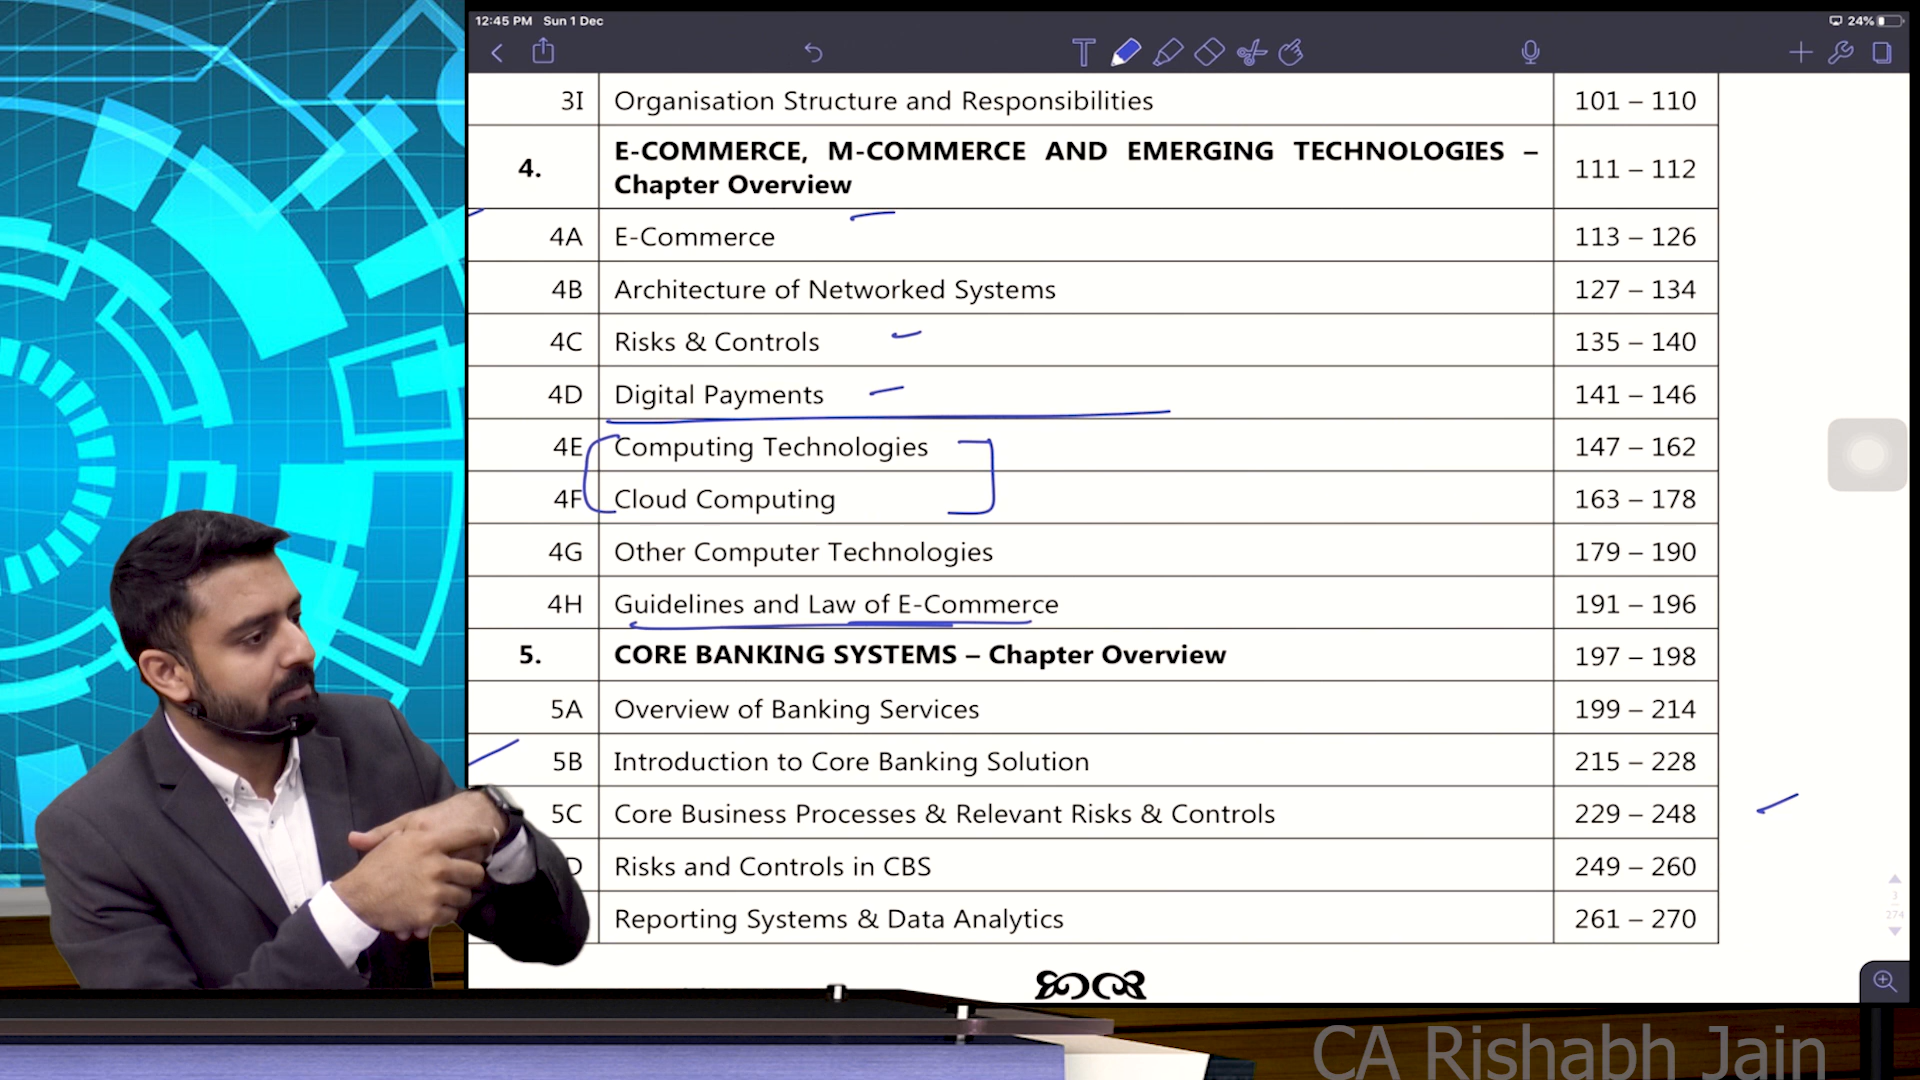 12:45 PM Sun 1 Dec 24%
3I Organisation Structure and Responsibilities 101 – 110
4. E-COMMERCE, M-COMMERCE AND EMERGING TECHNOLOGIES –
Chapter Overview 111 – 112
4A E-Commerce 113 – 126
4B Architecture of Networked Systems 127 – 134
4C Risks & Controls 135 – 140
4D Digital Payments 141 – 146
4E Computing Technologies 147 – 162
4F Cloud Computing 163 – 178
4G Other Computer Technologies 179 – 190
4H Guidelines and Law of E-Commerce 191 – 196
5. CORE BANKING SYSTEMS – Chapter Overview 197 – 198
5A Overview of Banking Services 199 – 214
5B Introduction to Core Banking Solution 215 – 228
5C Core Business Processes & Relevant Risks & Controls 229 – 248
D Risks and Controls in CBS 249 – 260
Reporting Systems & Data Analytics 261 – 270
3
274
CA Rishabh Jain